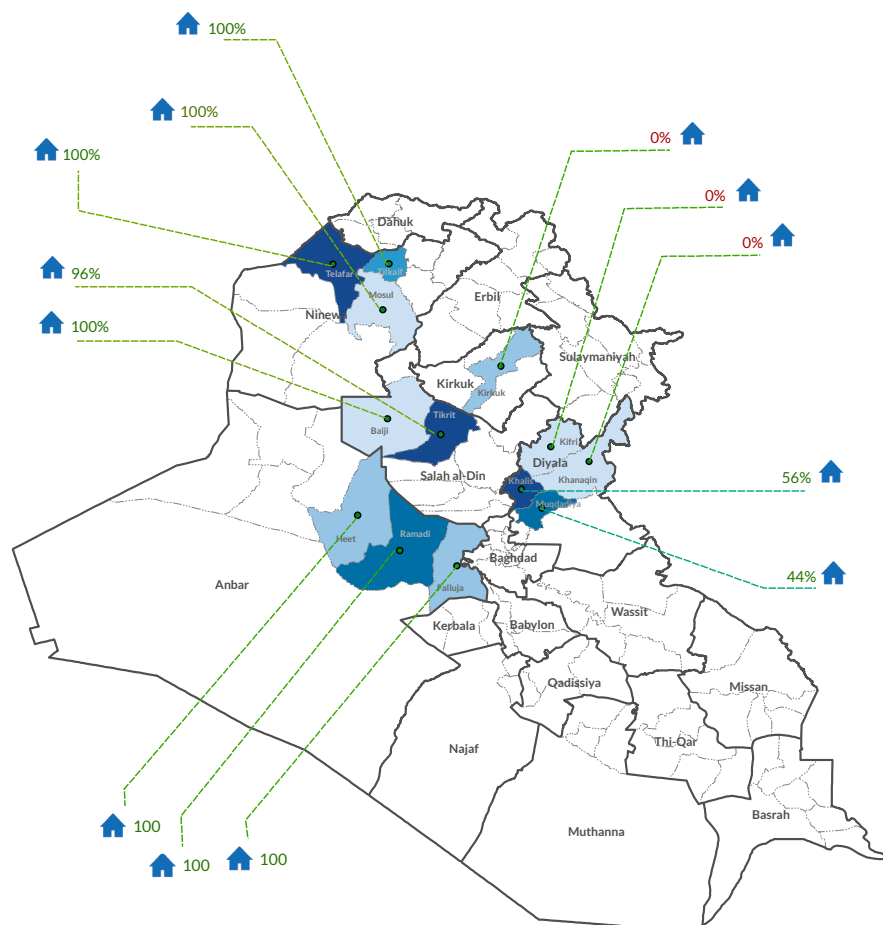 100%
100%
0%
100%
0%
0%
Dahuk
96%
Telafar
Tilkaif
Mosul
Erbil
Ninewa
100%
Sulaymaniyah
Kirkuk
Kirkuk
Tikrit
Baiji
Kifri
Diyala
Salah al-Din
Khanaqin
56%
Khalis
Muqdadiya
Ramadi
Heet
Baghdad
44%
Anbar
Falluja
Wassit
Kerbala
Babylon
Qadissiya
Missan
Thi-Qar
Najaf
Basrah
100
Muthanna
100
100